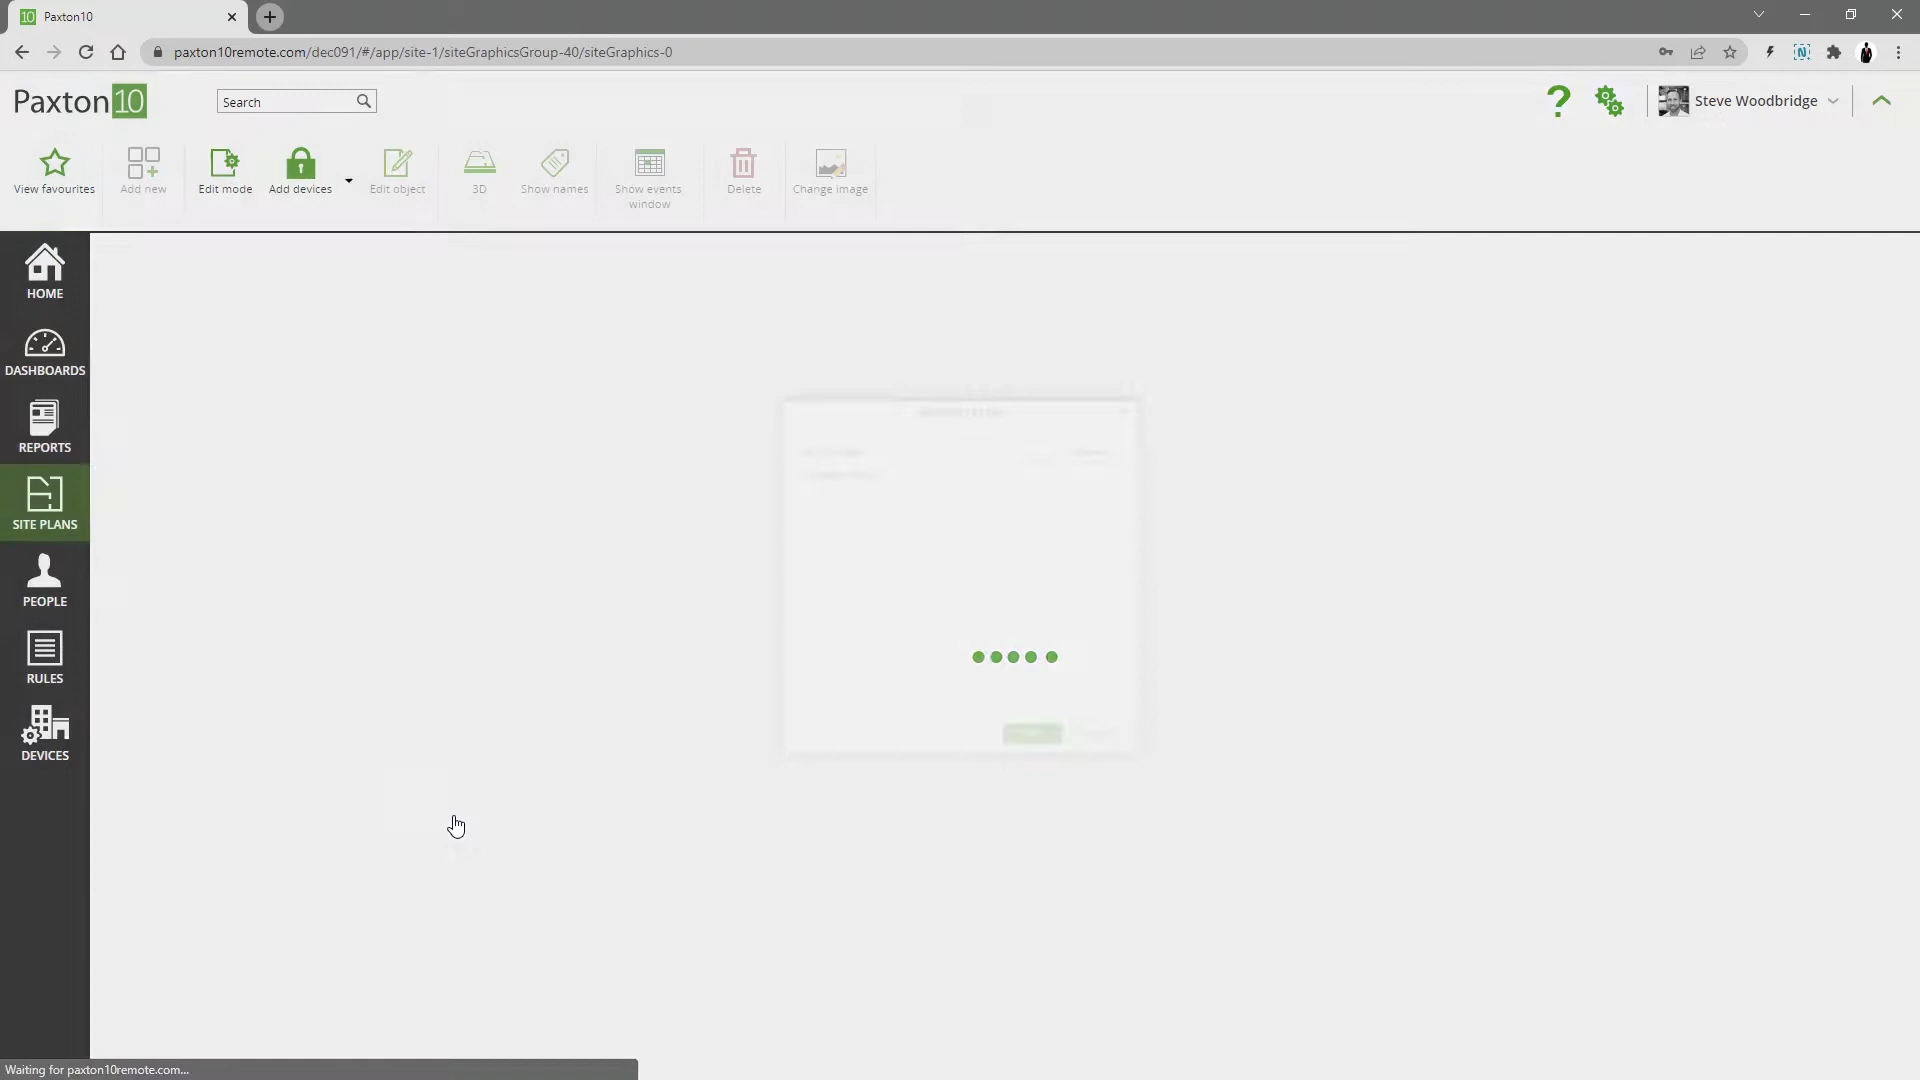 10 Paxton10
paxton10remote.com/dec091/#/app/site-1/siteGraphicsGroup-40/siteGraphics-0
Paxton10
Search
? Steve Woodbridge
View favourites
Add new
Edit mode
Add devices
Edit object
3D
Show names
Show events
window
Delete
Change image
HOME
DASHBOARDS
REPORTS
SITE PLANS
PEOPLE
RULES
DEVICES
Waiting for paxton10remote.com...